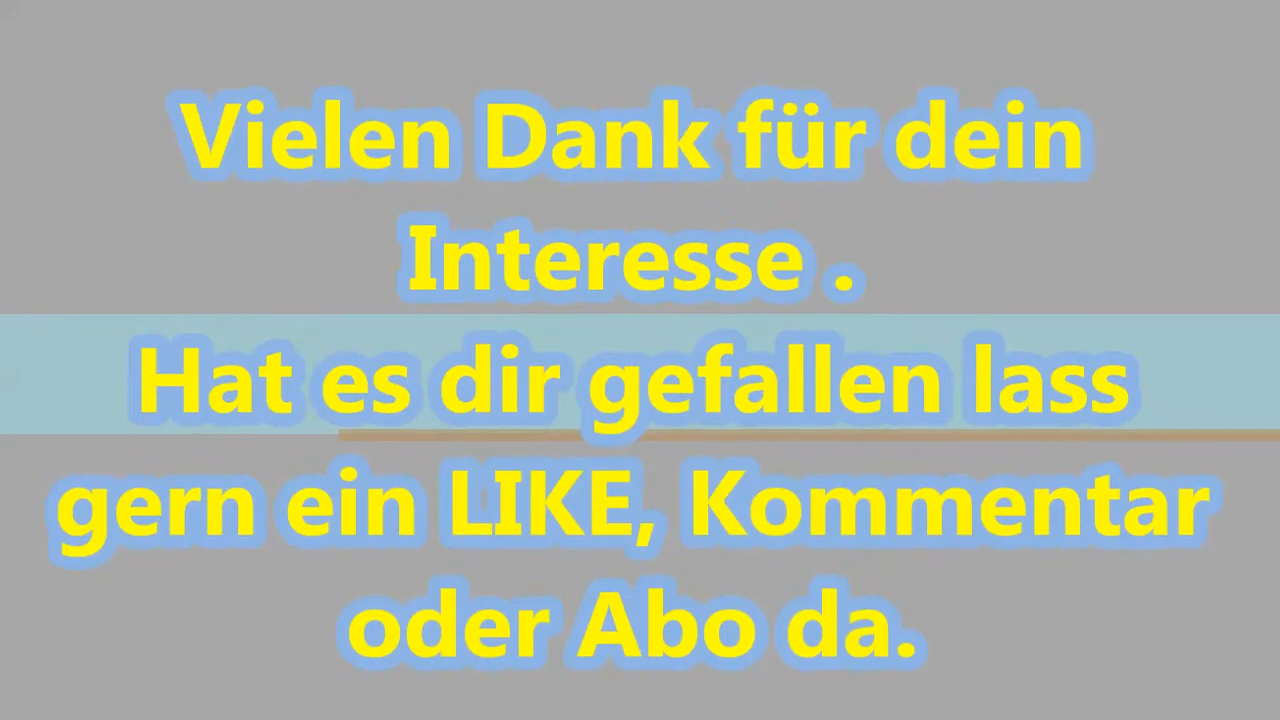 Vielen Dank für dein
Interesse .
Hat es dir gefallen lass
gern ein LIKE, Kommentar
oder Abo da.